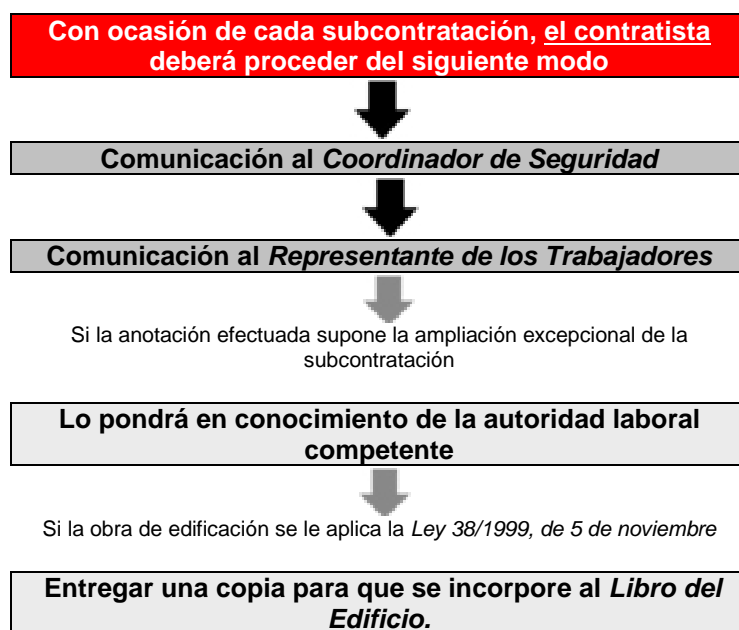 Con ocasión de cada subcontratación, el contratista
deberá proceder del siguiente modo
Comunicación al Coordinador de Seguridad
Comunicación al Representante de los Trabajadores
Si la anotación efectuada supone la ampliación excepcional de la
subcontratación
Lo pondrá en conocimiento de la autoridad laboral
competente
Si la obra de edificación se le aplica la Ley 38/1999, de 5 de noviembre
Entregar una copia para que se incorpore al Libro del
Edificio.